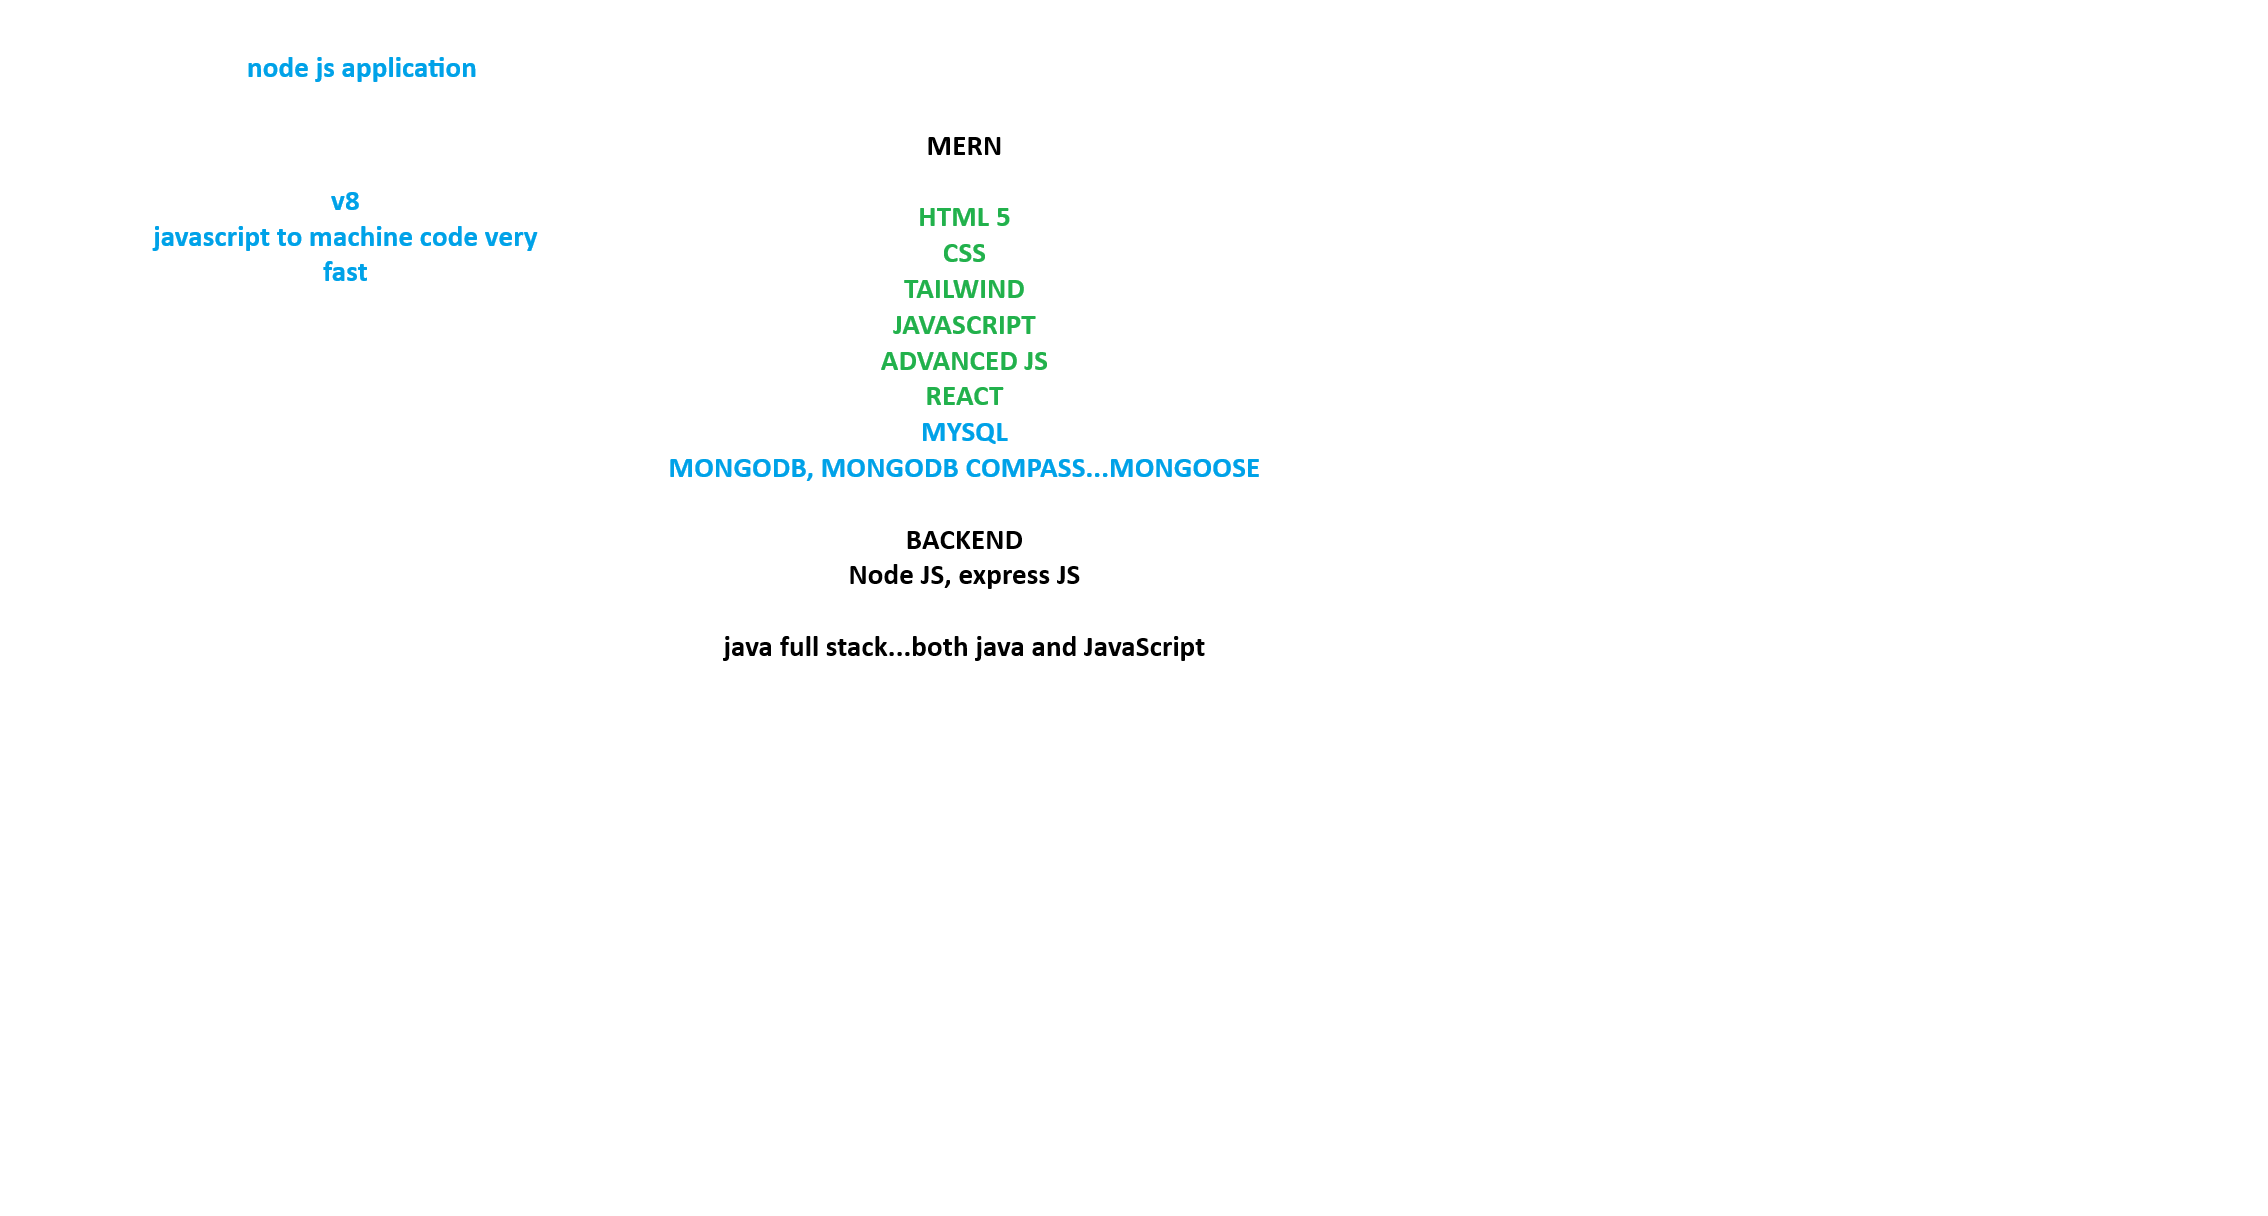 node js application
v8
javascript to machine code very
fast
MERN
HTML 5
CSS
TAILWIND
JAVASCRIPT
ADVANCED JS
REACT
MYSQL
MONGODB, MONGODB COMPASS...MONGOOSE
BACKEND
Node JS, express JS
java full stack...both java and JavaScript